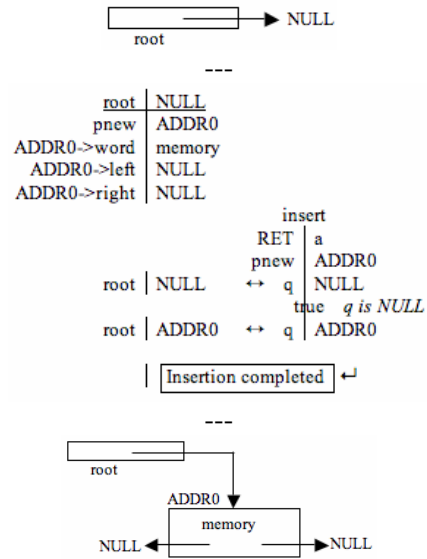 NULL
root
---
root | NULL
pnew | ADDR0
ADDR0->word | memory
ADDR0->left | NULL
ADDR0->right | NULL
insert
RET | a
pnew | ADDR0
root | NULL ↔ q | NULL
true q is NULL
root | ADDR0 ↔ q | ADDR0
| Insertion completed ↵
---
root
ADDR0
memory
NULL NULL